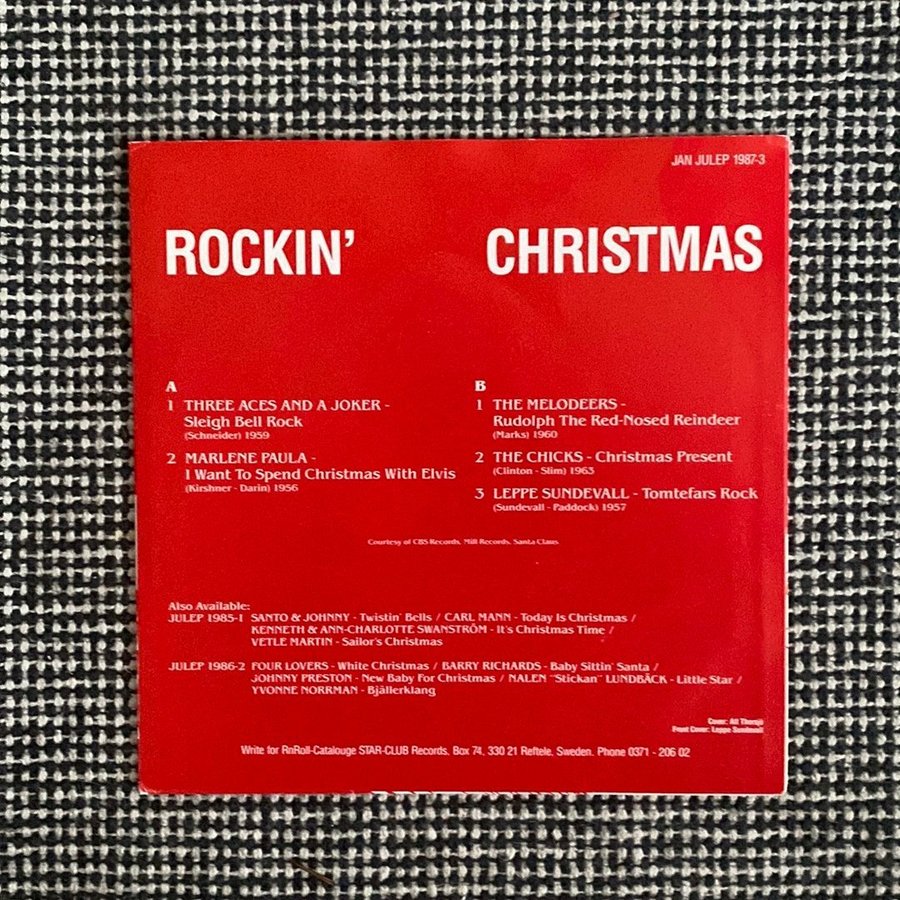 JAN JULEP 1987-3
ROCKIN' CHRISTMAS
A
1 THREE ACES AND A JOKER -
Sleigh Bell Rock
(Schneider) 1959
2 MARLENE PAULA -
I Want To Spend Christmas With Elvis
(Kirshner - Darin) 1956
B
1 THE MELODEERS -
Rudolph The Red-Nosed Reindeer
(Marks) 1960
2 THE CHICKS - Christmas Present
(Clinton - Slim) 1963
3 LEPPE SUNDEVALL - Tomtefars Rock
(Sundevall - Paddock) 1957
Courtesy of CBS Records, Mill Records, Santa Claus.
Also Available:
JULEP 1985-1 SANTO & JOHNNY - Twistin' Bells / CARL MANN - Today Is Christmas /
KENNETH & ANN-CHARLOTTE SWANSTRÖM - It's Christmas Time /
VETLE MARTIN - Sailor's Christmas
JULEP 1986-2 FOUR LOVERS - White Christmas / BARRY RICHARDS - Baby Sittin' Santa /
JOHNNY PRESTON - New Baby For Christmas / NALEN "Stickan" LUNDBÄCK - Little Star /
YVONNE NORRMAN - Bjällerklang
Cover:
Front Cover: Leppe Sundevall
Write for RnRoll-Catalouge STAR-CLUB Records, Box 74, 330 21 Reftele, Sweden. Phone 0371 - 206 02